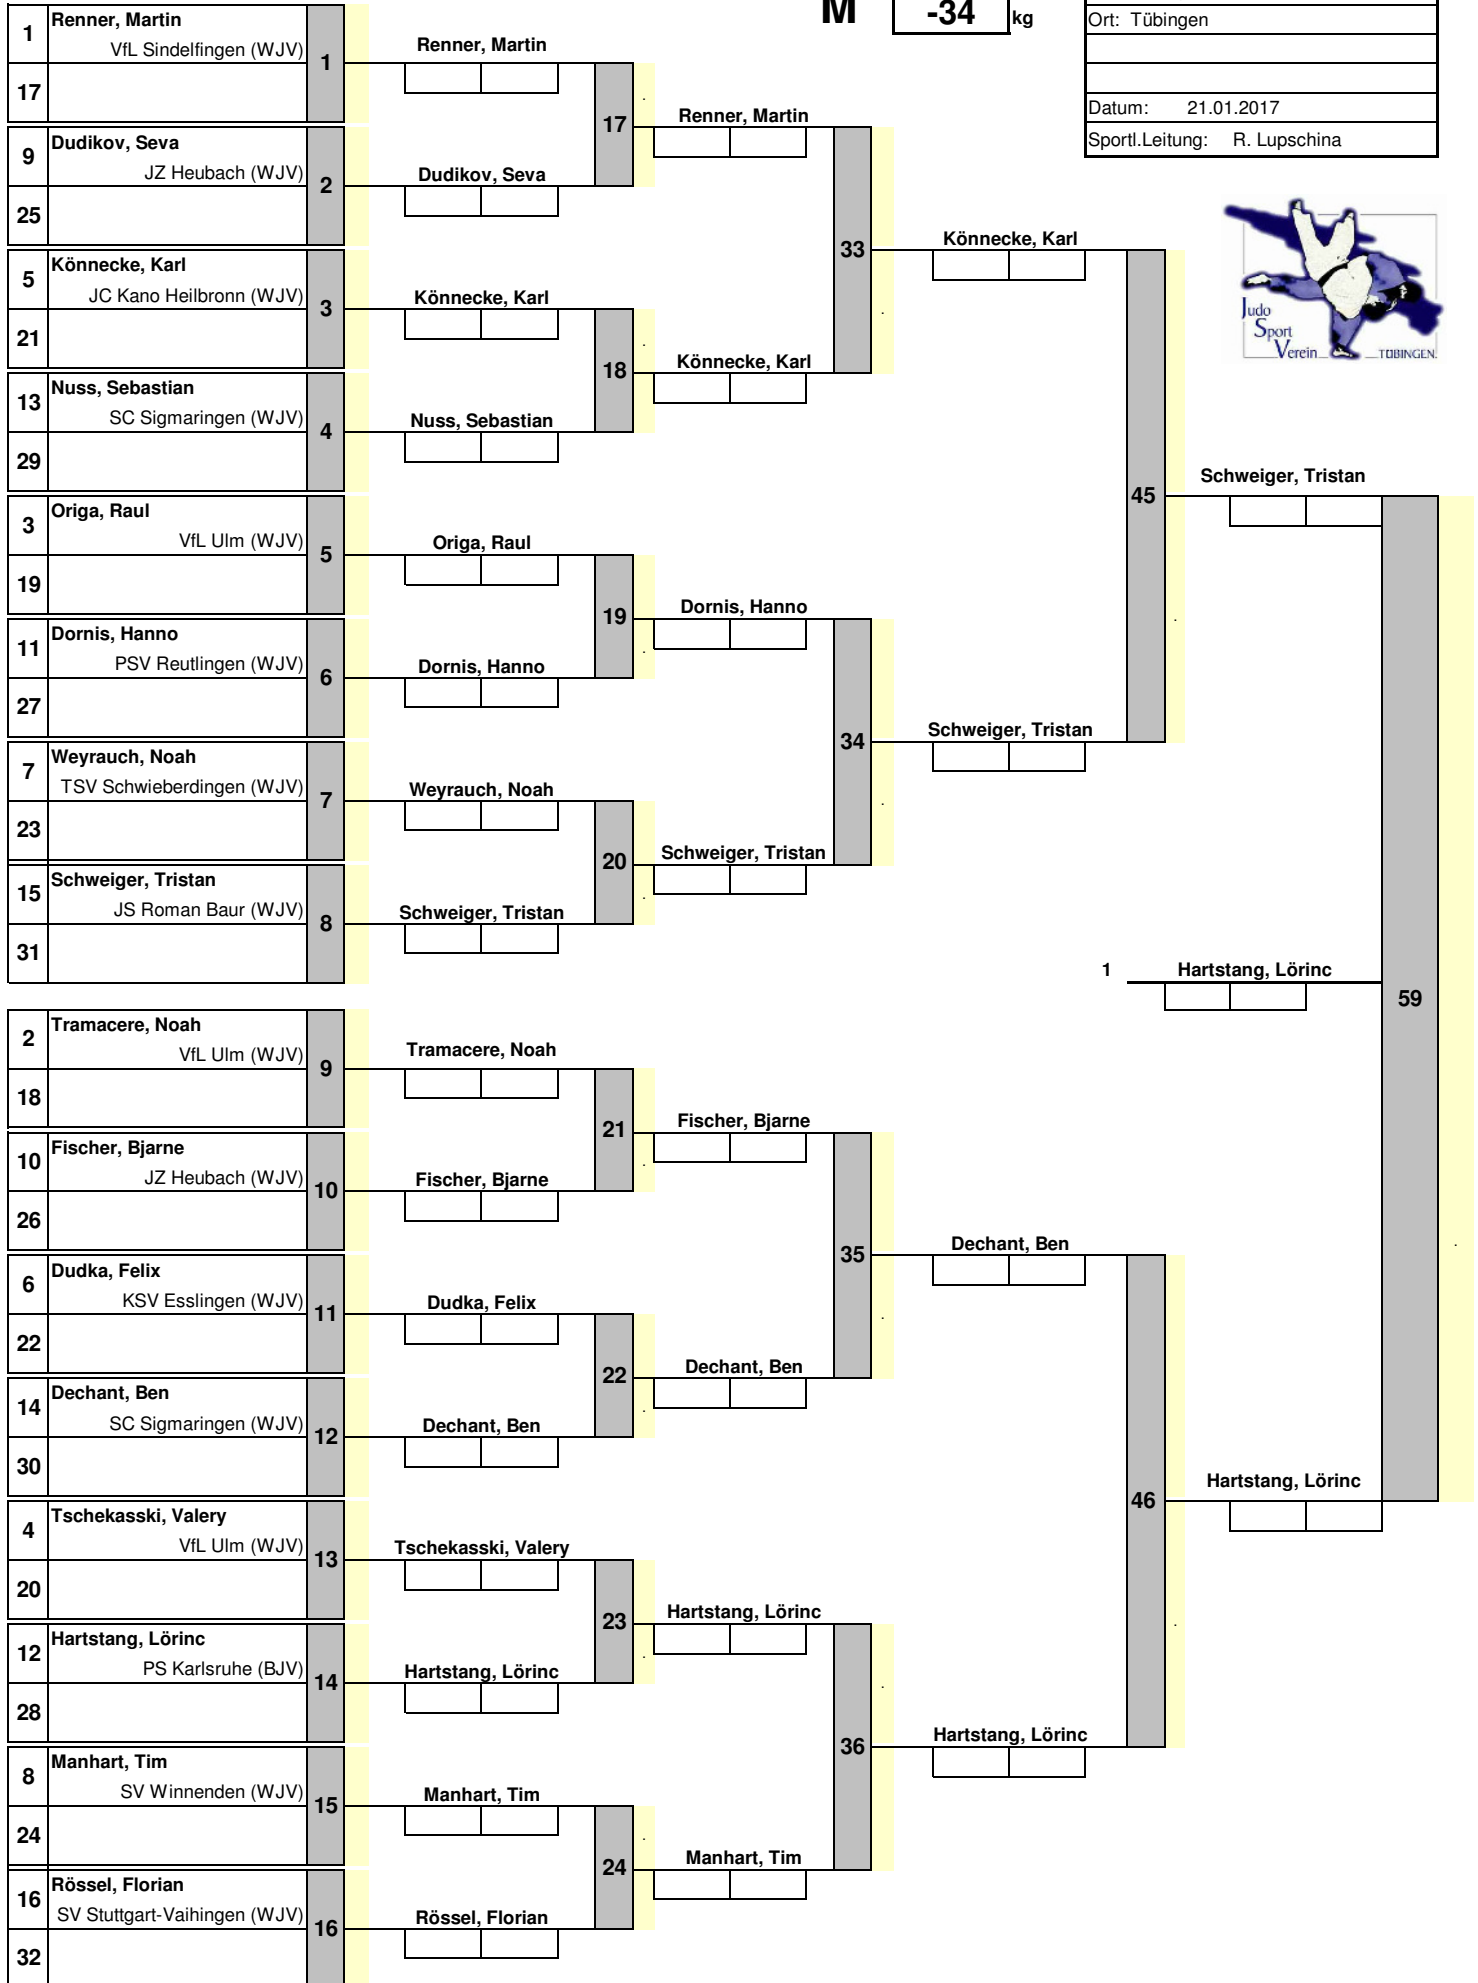 M -34 kg
Ort: Tübingen
Datum: 21.01.2017
Sportl.Leitung: R. Lupschina
Judo
Sport
Verein TÜBINGEN
1 Renner, Martin
VfL Sindelfingen (WJV)
1
17
9 Dudikov, Seva
JZ Heubach (WJV)
2
25
5 Könnecke, Karl
JC Kano Heilbronn (WJV)
3
21
13 Nuss, Sebastian
SC Sigmaringen (WJV)
4
29
3 Origa, Raul
VfL Ulm (WJV)
5
19
11 Dornis, Hanno
PSV Reutlingen (WJV)
6
27
7 Weyrauch, Noah
TSV Schwieberdingen (WJV)
7
23
15 Schweiger, Tristan
JS Roman Baur (WJV)
8
31
2 Tramacere, Noah
VfL Ulm (WJV)
9
18
10 Fischer, Bjarne
JZ Heubach (WJV)
10
26
6 Dudka, Felix
KSV Esslingen (WJV)
11
22
14 Dechant, Ben
SC Sigmaringen (WJV)
12
30
4 Tschekasski, Valery
VfL Ulm (WJV)
13
20
12 Hartstang, Lörinc
PS Karlsruhe (BJV)
14
28
8 Manhart, Tim
SV Winnenden (WJV)
15
24
16 Rössel, Florian
SV Stuttgart-Vaihingen (WJV)
16
32
Renner, Martin
17
Dudikov, Seva
Könnecke, Karl
18
Nuss, Sebastian
Origa, Raul
19
Dornis, Hanno
Weyrauch, Noah
20
Schweiger, Tristan
Tramacere, Noah
21
Fischer, Bjarne
Dudka, Felix
22
Dechant, Ben
Tschekasski, Valery
23
Hartstang, Lörinc
Manhart, Tim
24
Rössel, Florian
Renner, Martin
33
Könnecke, Karl
Dornis, Hanno
34
Schweiger, Tristan
Fischer, Bjarne
35
Dechant, Ben
Hartstang, Lörinc
36
Manhart, Tim
Könnecke, Karl
45
Schweiger, Tristan
Dechant, Ben
46
Hartstang, Lörinc
Schweiger, Tristan
1 Hartstang, Lörinc
59
Hartstang, Lörinc